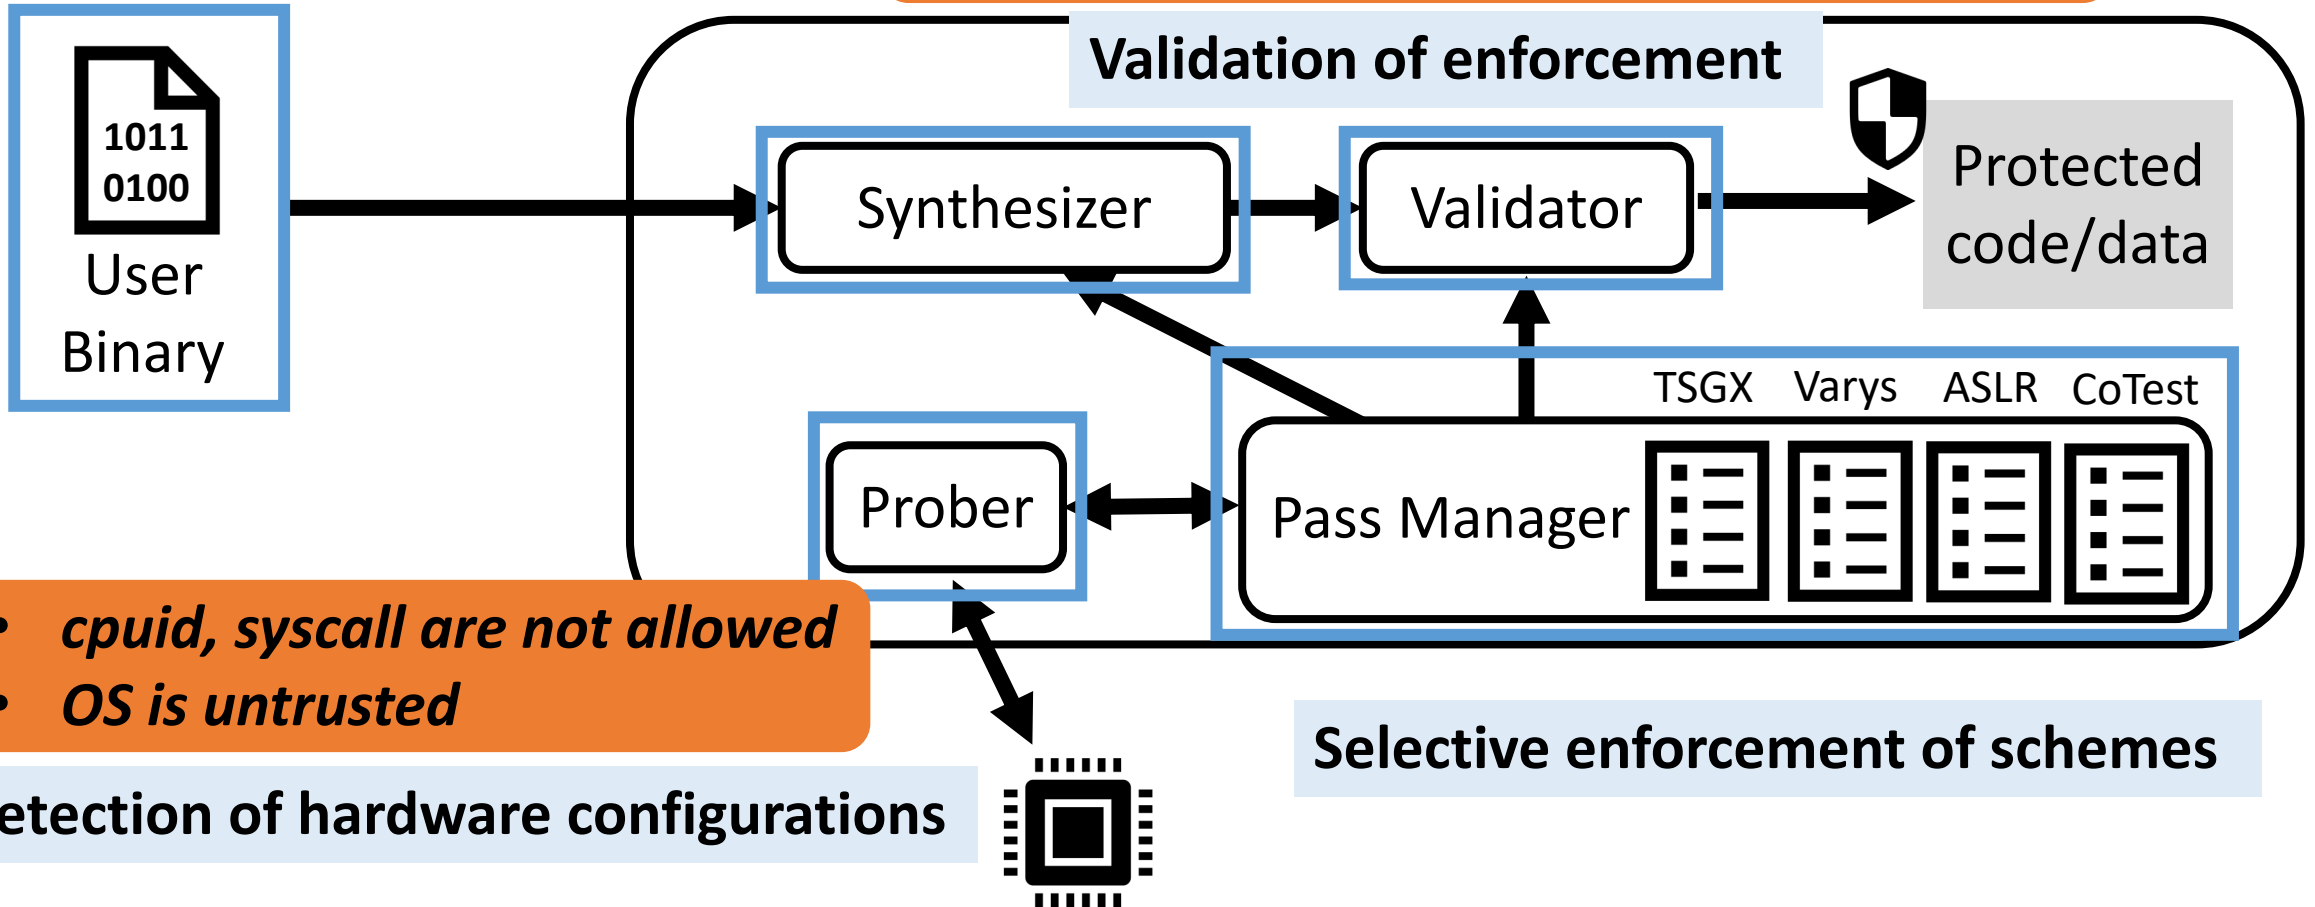 Validation of enforcement
1011
0100
User
Binary
Synthesizer
Validator
Protected
code/data
TSGX Varys ASLR CoTest
Prober
Pass Manager
• cpuid, syscall are not allowed
• OS is untrusted
Selective enforcement of schemes
etection of hardware configurations